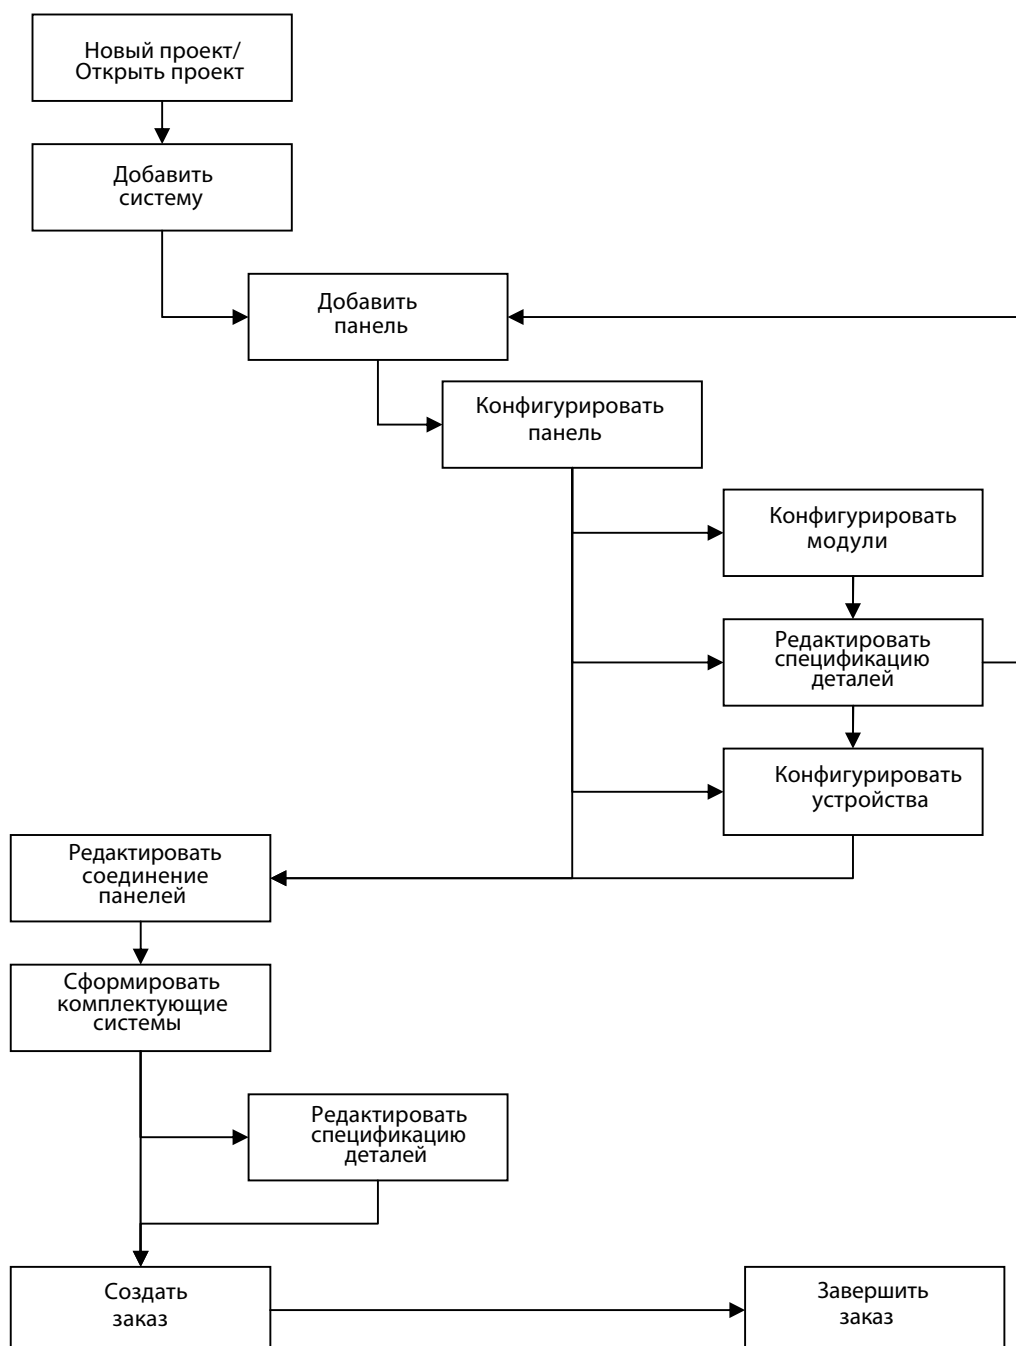 Новый проект/
Открыть проект
Добавить
систему
Добавить
панель
Конфигурировать
панель
Конфигурировать
модули
Редактировать
спецификацию
деталей
Конфигурировать
устройства
Редактировать
соединение
панелей
Сформировать
комплектующие
системы
Редактировать
спецификацию
деталей
Создать
заказ
Завершить
заказ